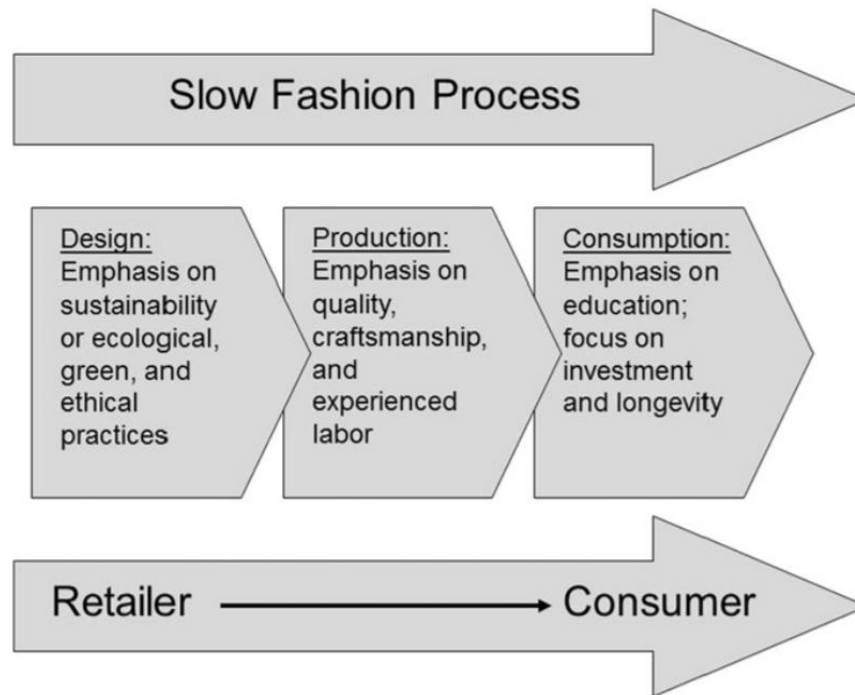 Slow Fashion Process
Design:
Emphasis on
sustainability
or ecological,
green, and
ethical
practices
Production:
Emphasis on
quality,
craftsmanship,
and
experienced
labor
Consumption:
Emphasis on
education;
focus on
investment
and longevity
Retailer
Consumer